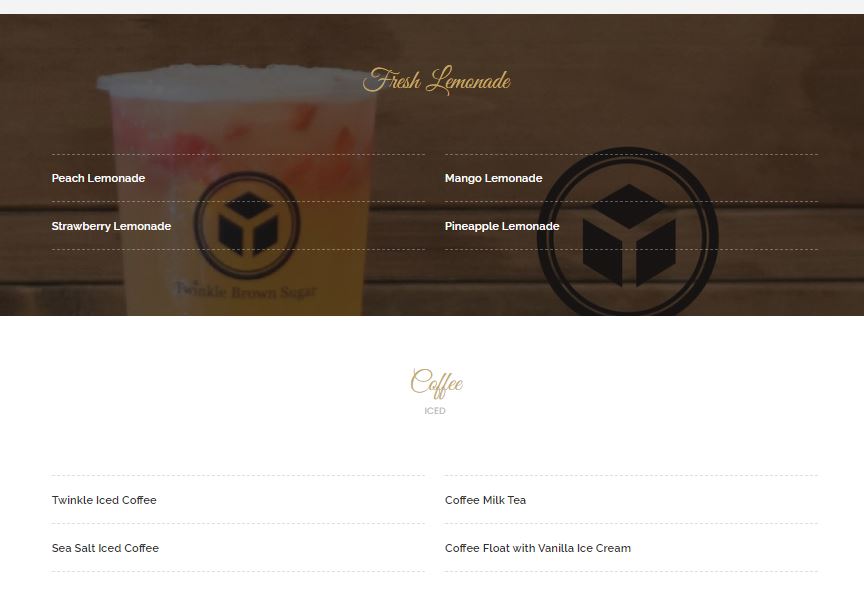 Fresh Lemonade
Peach Lemonade
Mango Lemonade
Strawberry Lemonade
Pineapple Lemonade
Twinkle Brown Sugar
Coffee
ICED
Twinkle Iced Coffee
Coffee Milk Tea
Sea Salt Iced Coffee
Coffee Float with Vanilla Ice Cream